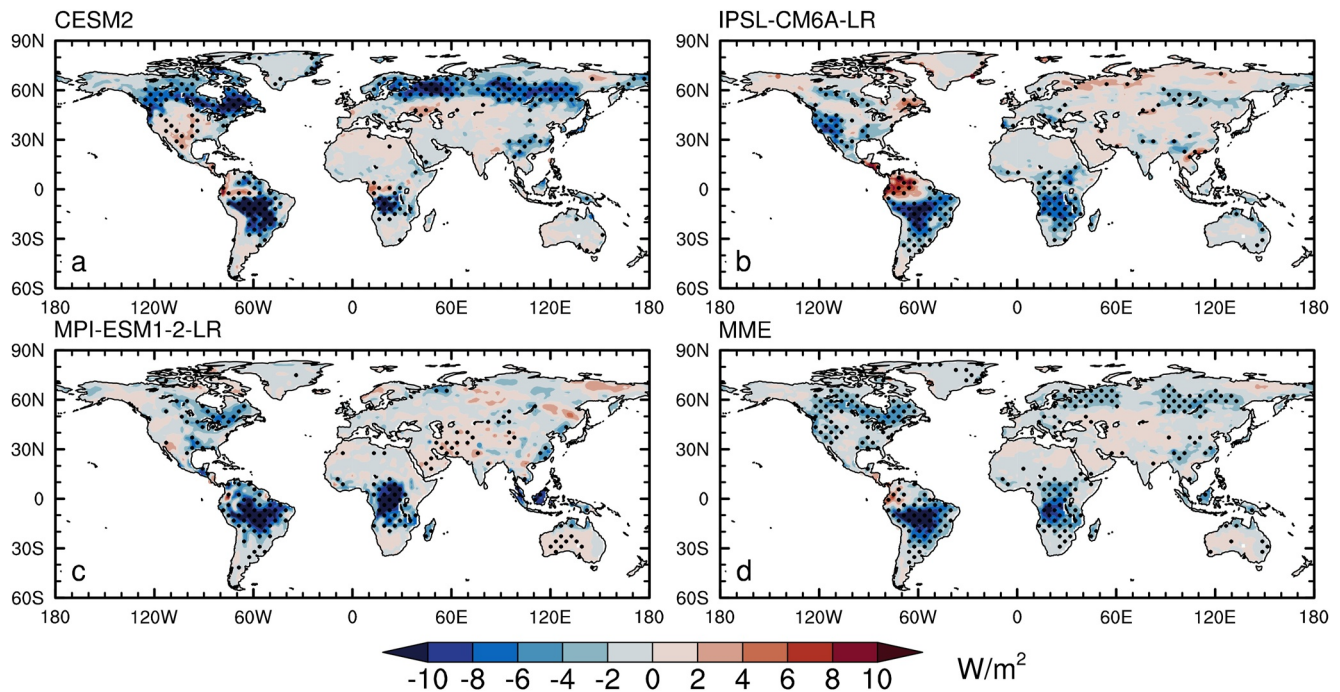 CESM2
IPSL-CM6A-LR
90N
60N
30N
0
30S
60S
a
180 120W 60W 0 60E 120E 180
90N
60N
30N
0
30S
60S
b
180 120W 60W 0 60E 120E 180
MPI-ESM1-2-LR
MME
90N
60N
30N
0
30S
60S
c
180 120W 60W 0 60E 120E 180
90N
60N
30N
0
30S
60S
d
180 120W 60W 0 60E 120E 180
-10 -8 -6 -4 -2 0 2 4 6 8 10
W/m²